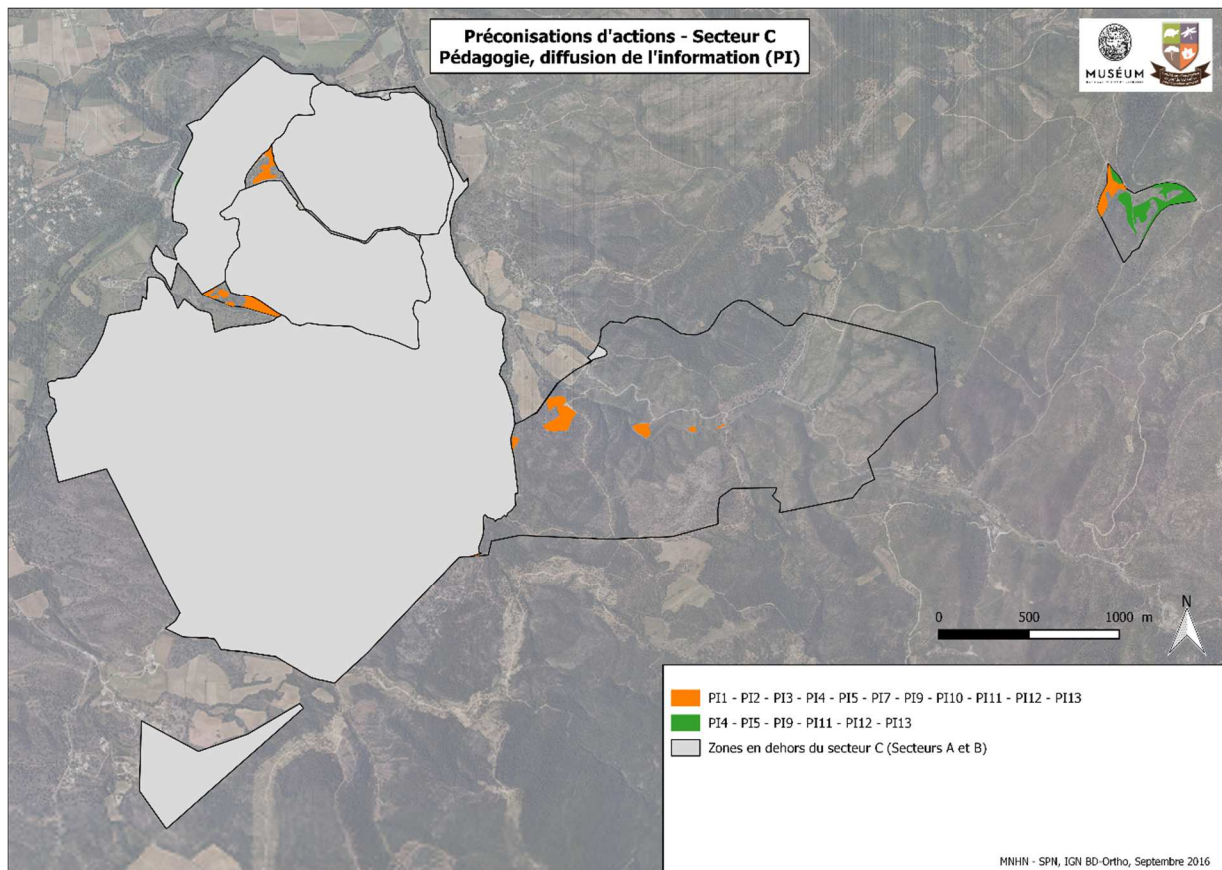 Préconisations d'actions - Secteur C
Pédagogie, diffusion de l'information (PI)
MUSÉUM
N
0 500 1000 m
PI1 - PI2 - PI3 - PI4 - PI5 - PI7 - PI9 - PI10 - PI11 - PI12 - PI13
PI4 - PI5 - PI9 - PI11 - PI12 - PI13
Zones en dehors du secteur C (Secteurs A et B)
MNHN - SPN, IGN BD-Ortho, Septembre 2016